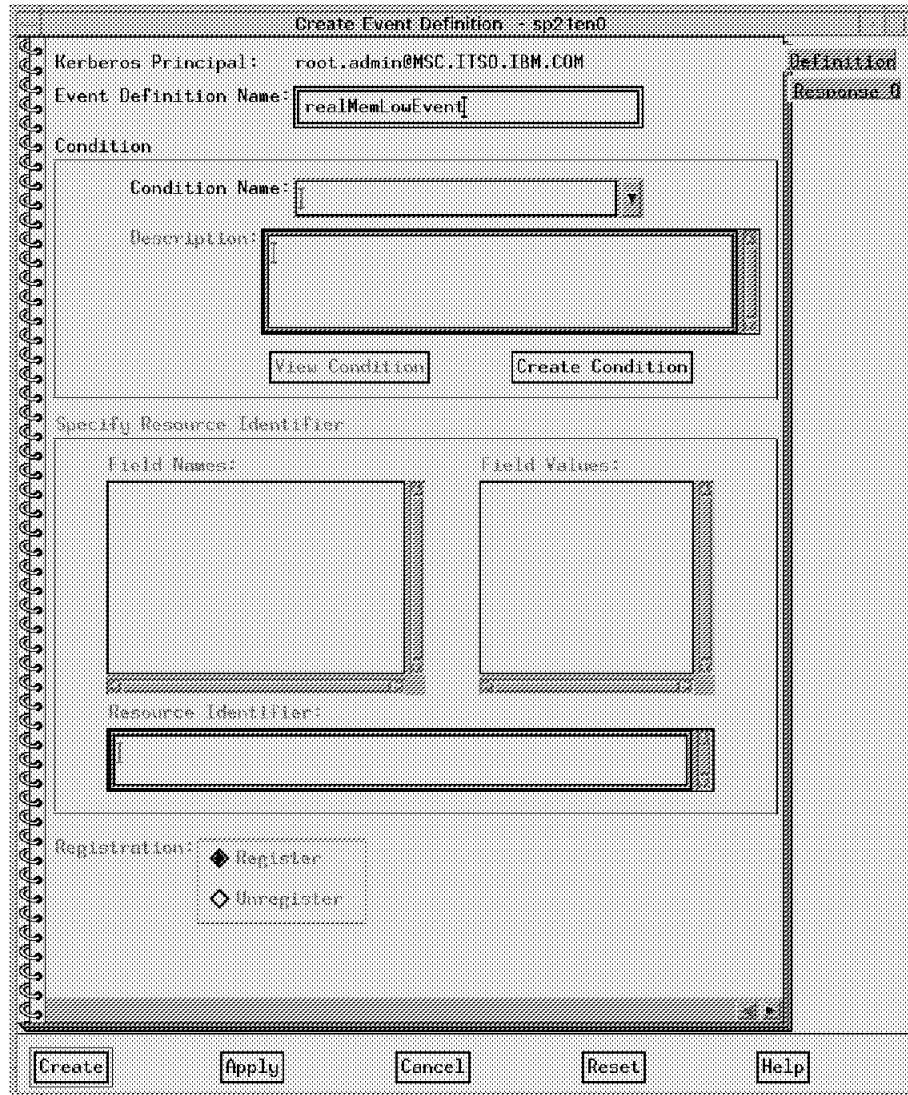 Create Event Definition - sp21en0
Kerberos Principal: root.admin@MSC.ITSO.IBM.COM
Definition
Event Definition Name: realMemLowEvent
Response O
Condition
Condition Name:
Description:
View Condition
Create Condition
Specify Resource Identifier
Field Names:
Field Values:
Resource Identifier:
Registration:
Register
Unregister
Create
Apply
Cancel
Reset
Help